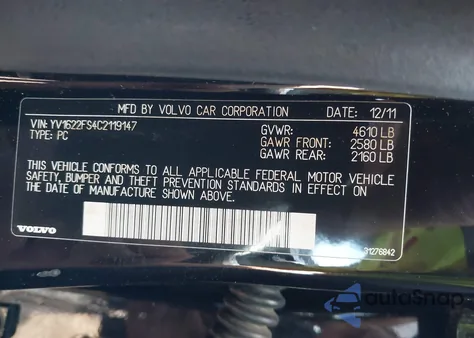 MFD BY VOLVO CAR CORPORATION DATE: 12/11
VIN: YV1622FS4C2119147
TYPE: PC
GVWR: 4610 LB
GAWR FRONT: 2580 LB
GAWR REAR: 2160 LB
THIS VEHICLE CONFORMS TO ALL APPLICABLE FEDERAL MOTOR VEHICLE
SAFETY, BUMPER AND THEFT PREVENTION STANDARDS IN EFFECT ON
THE DATE OF MANUFACTURE SHOWN ABOVE.
VOLVO
31276842
autoSnap